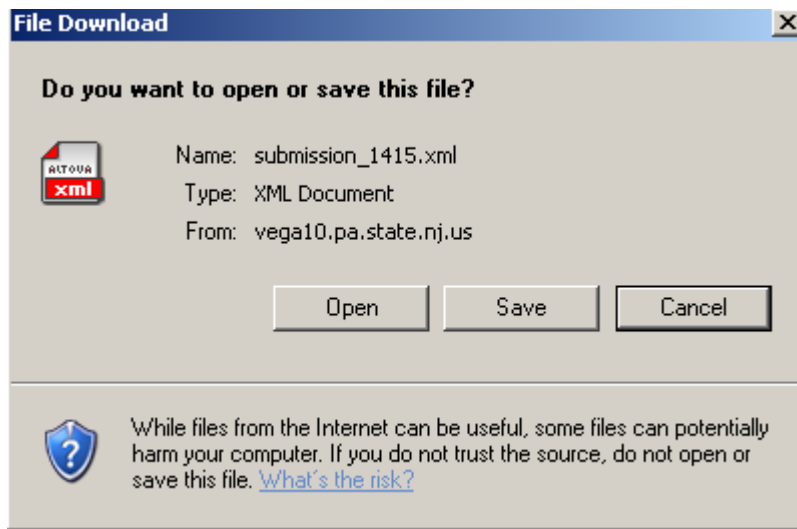 File Download
Do you want to open or save this file?
ALTOVA
xml
Name: submission_1415.xml
Type: XML Document
From: vega10.pa.state.nj.us
Open Save Cancel
While files from the Internet can be useful, some files can potentially
harm your computer. If you do not trust the source, do not open or
save this file. What's the risk?